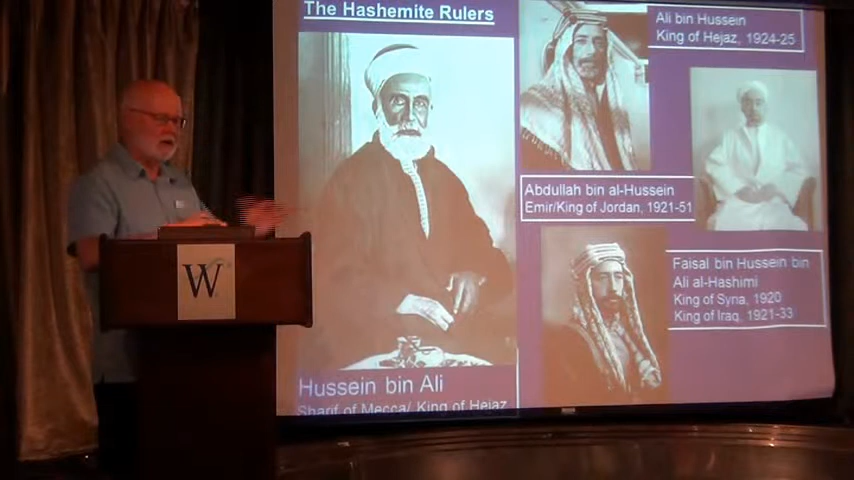 The Hashemite Rulers
Ali bin Hussein
King of Hejaz, 1924-25
Abdullah bin al-Hussein
Emir/King of Jordan, 1921-51
Faisal bin Hussein bin
Ali al-Hashimi
King of Syria, 1920
King of Iraq, 1921-33
Hussein bin Ali
Sharif of Mecca/ King of Hejaz
W